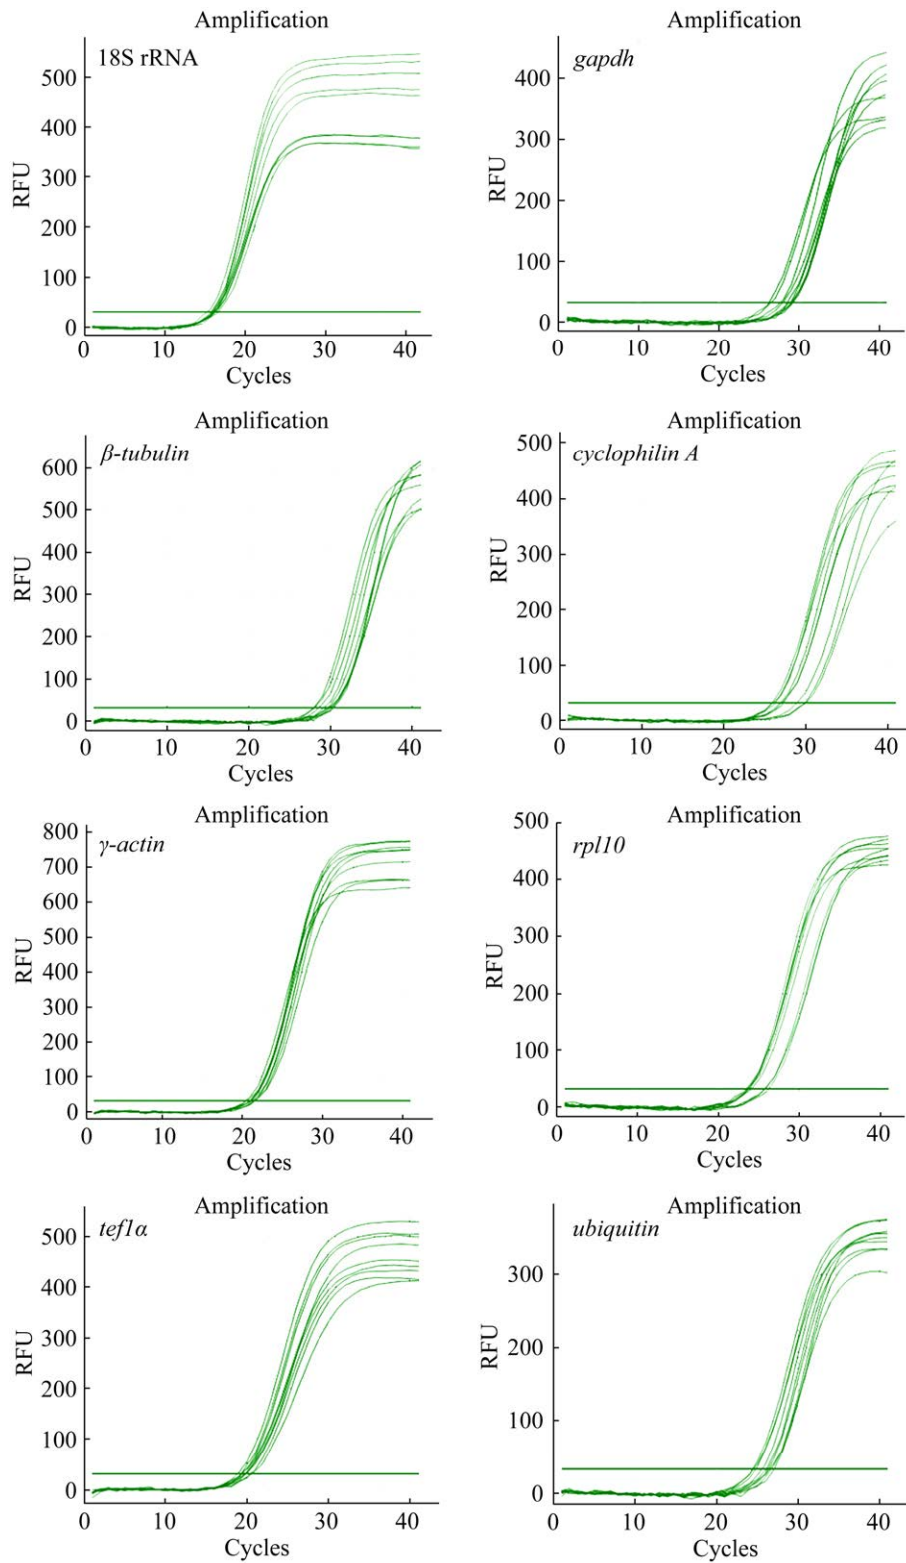 Amplification
18S rRNA
500
400
300
200
100
0
RFU
0 10 20 30 40
Cycles
Amplification
gapdh
400
300
200
100
0
RFU
0 10 20 30 40
Cycles
Amplification
β-tubulin
600
500
400
300
200
100
0
RFU
0 10 20 30 40
Cycles
Amplification
cyclophilin A
500
400
300
200
100
0
RFU
0 10 20 30 40
Cycles
Amplification
γ-actin
800
700
600
500
400
300
200
100
0
RFU
0 10 20 30 40
Cycles
Amplification
rpl10
500
400
300
200
100
0
RFU
0 10 20 30 40
Cycles
Amplification
tef1α
500
400
300
200
100
0
RFU
0 10 20 30 40
Cycles
Amplification
ubiquitin
300
200
100
0
RFU
0 10 20 30 40
Cycles